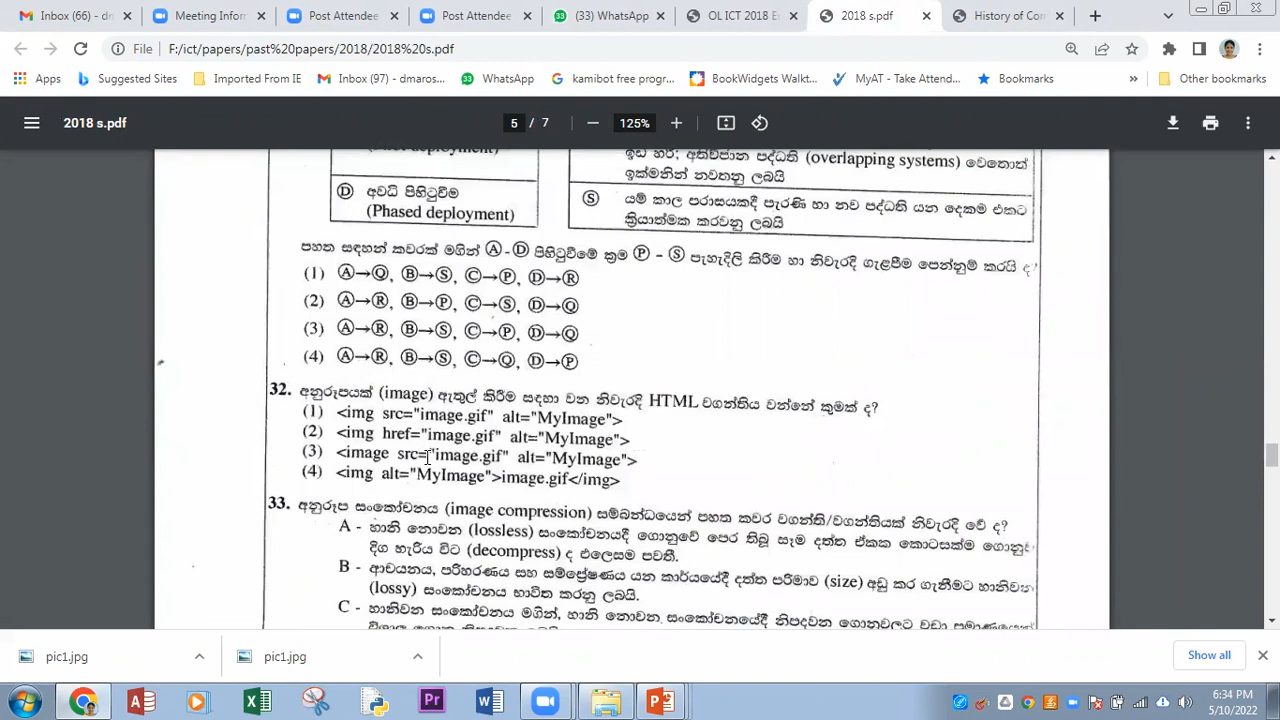 Inbox (33) - dm
Meeting Infom
Post Attendee
Post Attendee
(33) WhatsApp
OL ICT 2018 E
2018 s.pdf
History of Com
File
F:/ict/papers/past%20papers/2018/2018%20s.pdf
Apps
Suggested Sites
Imported From IE
Inbox (97) - dmaros...
WhatsApp
kamibot free progr...
BookWidgets Walkt...
MyAT - Take Attend...
Bookmarks
»
Other bookmarks
2018 s.pdf
5 / 7
125%
ඉඩ හරී; අතිච්ඡාන පද්ධති (overlapping systems) වෙතොත්
ඉක්මනින් නවතනු ලබයි
Ⓓ අවධි පිහිටුවීම
(Phased deployment)
Ⓢ යම් කාල පරාසයකදී පැරණි හා නව පද්ධති යන දෙකම එකට
ක්‍රියාත්මක කරවනු ලබයි
පහත සඳහන් කවරක් මගින් Ⓐ - Ⓓ පිහිටුවීමේ ක්‍රම Ⓟ - Ⓢ පැහැදිලි කිරීම හා නිවැරදි ගැළපීම පෙන්නුම් කරයි ද?
(1) Ⓐ→Ⓠ, Ⓑ→Ⓢ, Ⓒ→Ⓟ, Ⓓ→Ⓡ
(2) Ⓐ→Ⓡ, Ⓑ→Ⓟ, Ⓒ→Ⓢ, Ⓓ→Ⓠ
(3) Ⓐ→Ⓡ, Ⓑ→Ⓢ, Ⓒ→Ⓟ, Ⓓ→Ⓠ
(4) Ⓐ→Ⓡ, Ⓑ→Ⓢ, Ⓒ→Ⓠ, Ⓓ→Ⓟ
32. අනුරූපයක් (image) ඇතුල් කිරීම සඳහා වන නිවැරදි HTML වගන්තිය වන්නේ කුමක් ද?
(1) <img src="image.gif" alt="MyImage">
(2) <img href="image.gif" alt="MyImage">
(3) <image src="image.gif" alt="MyImage">
(4) <img alt="MyImage">image.gif</img>
33. අනුරූප සංකෝචනය (image compression) සම්බන්ධයෙන් පහත කවර වගන්ති/වගන්තියක් නිවැරදි වේ ද?
A - හානි නොවන (lossless) සංකෝචනයදී ගොනුවේ පෙර තිබූ සෑම දත්ත ඒකක කොටසක්ම ගොනුව
දිග හැරිය විට (decompress) ද එලෙසම පවතී.
B - ආචයනය, පරිහරණය සහ සම්ප්‍රේෂණය යන කාර්යයේදී දත්ත පරිමාව (size) අඩු කර ගැනීමට හානිවන
(lossy) සංකෝචනය භාවිත කරනු ලබයි.
C - හානිවන සංකෝචනය මගින්, හානි නොවන සංකෝචනයේදී නිපදවන ගොනුවලට වඩා
pic1.jpg
pic1.jpg
Show all
6:34 PM
5/10/2022